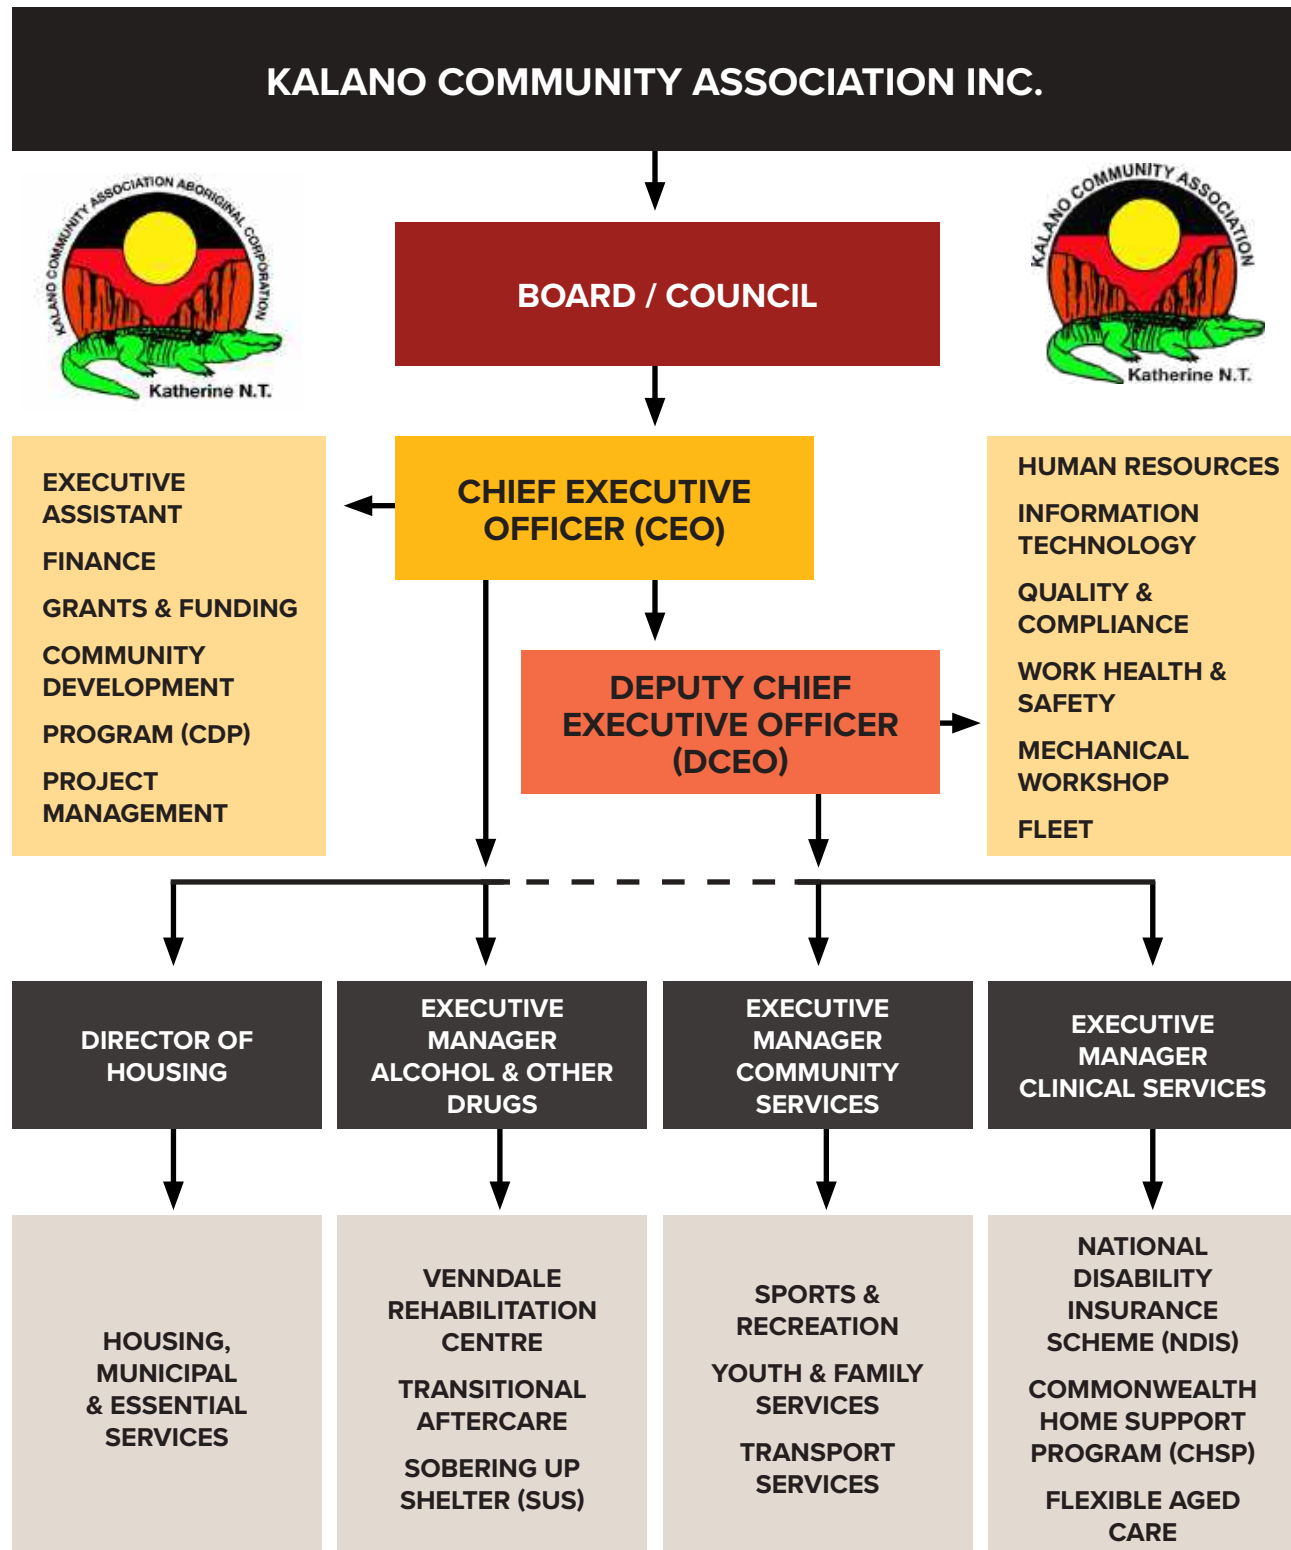 KALANO COMMUNITY ASSOCIATION INC.
KALANO COMMUNITY ASSOCIATION ABORIGINAL CORPORATION
Katherine N.T.
KALANO COMMUNITY ASSOCIATION
Katherine N.T.
BOARD / COUNCIL
EXECUTIVE
ASSISTANT
FINANCE
GRANTS & FUNDING
COMMUNITY
DEVELOPMENT
PROGRAM (CDP)
PROJECT
MANAGEMENT
CHIEF EXECUTIVE
OFFICER (CEO)
DEPUTY CHIEF
EXECUTIVE OFFICER
(DCEO)
HUMAN RESOURCES
INFORMATION
TECHNOLOGY
QUALITY &
COMPLIANCE
WORK HEALTH &
SAFETY
MECHANICAL
WORKSHOP
FLEET
DIRECTOR OF
HOUSING
EXECUTIVE
MANAGER
ALCOHOL & OTHER
DRUGS
EXECUTIVE
MANAGER
COMMUNITY
SERVICES
EXECUTIVE
MANAGER
CLINICAL SERVICES
HOUSING,
MUNICIPAL
& ESSENTIAL
SERVICES
VENNDALE
REHABILITATION
CENTRE
TRANSITIONAL
AFTERCARE
SOBERING UP
SHELTER (SUS)
SPORTS &
RECREATION
YOUTH & FAMILY
SERVICES
TRANSPORT
SERVICES
NATIONAL
DISABILITY
INSURANCE
SCHEME (NDIS)
COMMONWEALTH
HOME SUPPORT
PROGRAM (CHSP)
FLEXIBLE AGED
CARE